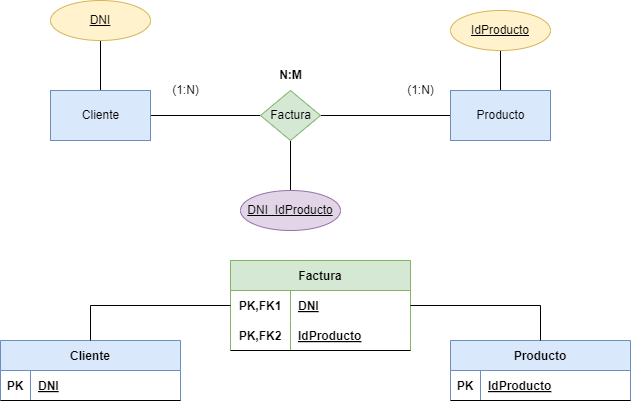 DNI
IdProducto
N:M
(1:N)
(1:N)
Cliente
Factura
Producto
DNI_IdProducto
Factura
PK,FK1 DNI
PK,FK2 IdProducto
Cliente
PK DNI
Producto
PK IdProducto